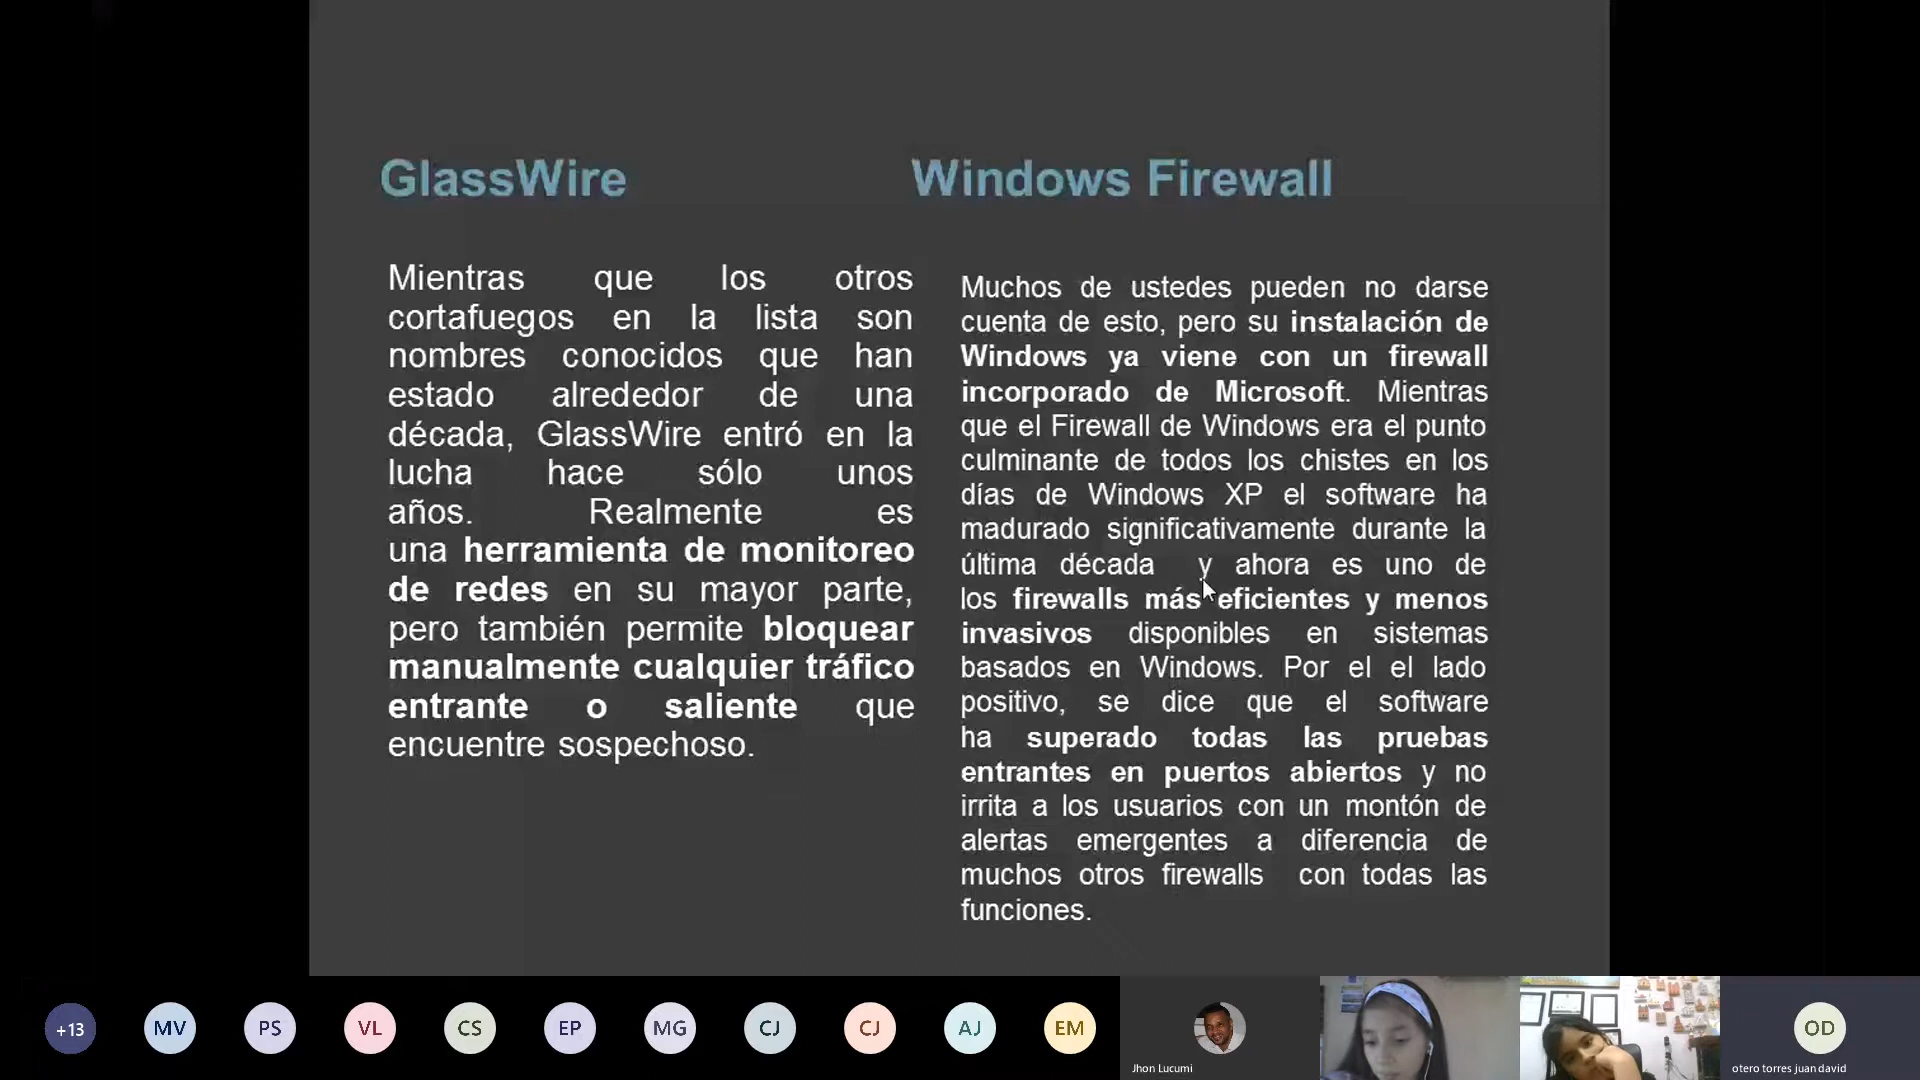 GlassWire
Mientras que los otros
cortafuegos en la lista son
nombres conocidos que han
estado alrededor de una
década, GlassWire entró en la
lucha hace sólo unos
años. Realmente es
una herramienta de monitoreo
de redes en su mayor parte,
pero también permite bloquear
manualmente cualquier tráfico
entrante o saliente que
encuentre sospechoso.
Windows Firewall
Muchos de ustedes pueden no darse
cuenta de esto, pero su instalación de
Windows ya viene con un firewall
incorporado de Microsoft. Mientras
que el Firewall de Windows era el punto
culminante de todos los chistes en los
días de Windows XP el software ha
madurado significativamente durante la
última década y ahora es uno de
los firewalls más eficientes y menos
invasivos disponibles en sistemas
basados en Windows. Por el el lado
positivo, se dice que el software
ha superado todas las pruebas
entrantes en puertos abiertos y no
irrita a los usuarios con un montón de
alertas emergentes a diferencia de
muchos otros firewalls con todas las
funciones.
+13 MV PS VL CS EP MG CJ CJ AJ EM OD
Jhon Lucumi
otero torres juan david